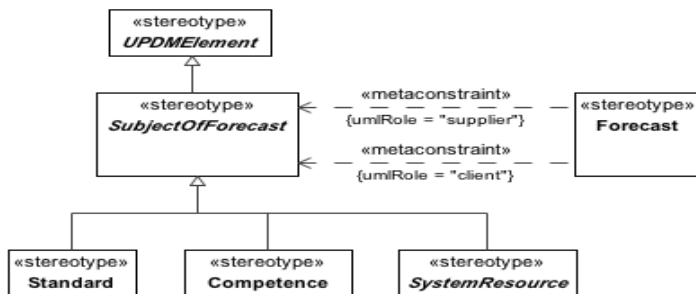 «stereotype»
UPDMElement
«stereotype»
SubjectOfForecast
«metaconstraint»
{umlRole = "supplier"}
«metaconstraint»
{umlRole = "client"}
«stereotype»
Forecast
«stereotype»
Standard
«stereotype»
Competence
«stereotype»
SystemResource